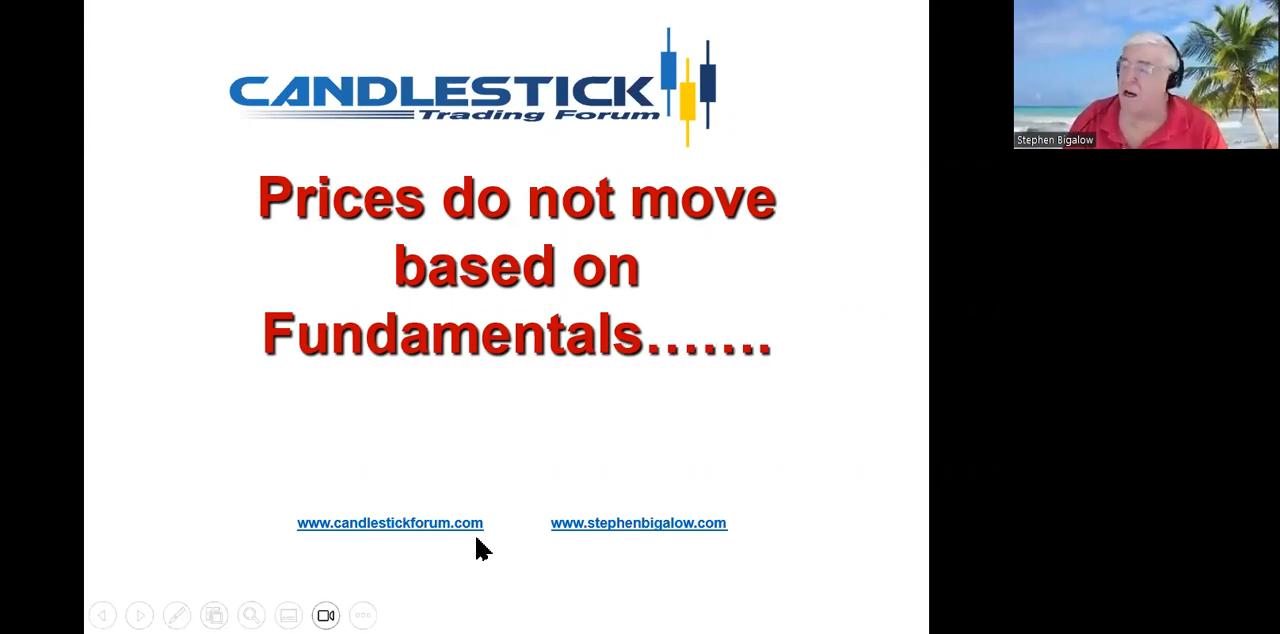 CANDLESTICK
Trading Forum
Prices do not move
based on
Fundamentals…….
www.candlestickforum.com
www.stephenbigalow.com
Stephen Bigalow